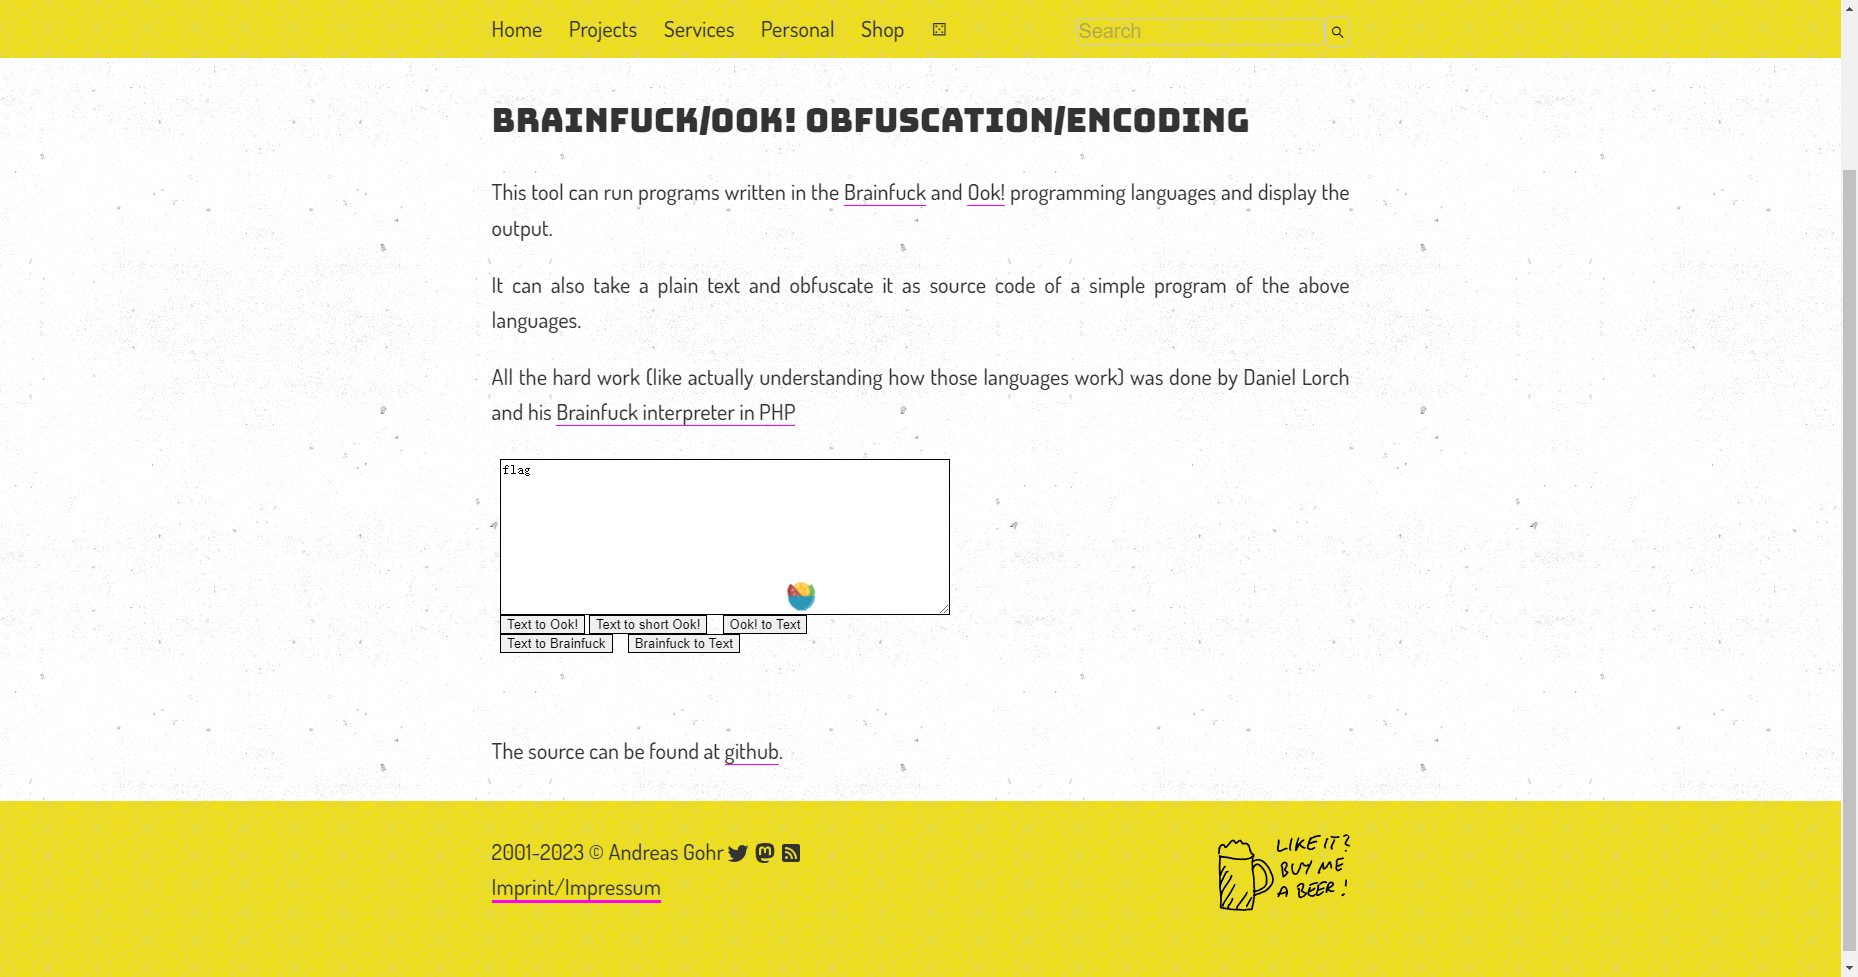 Home Projects Services Personal Shop
Search
BRAINFUCK/OOK! OBFUSCATION/ENCODING
This tool can run programs written in the Brainfuck and Ook! programming languages and display the
output.
It can also take a plain text and obfuscate it as source code of a simple program of the above
languages.
All the hard work (like actually understanding how those languages work) was done by Daniel Lorch
and his Brainfuck interpreter in PHP
flag
Text to Ook! Text to short Ook! Ook! to Text
Text to Brainfuck Brainfuck to Text
The source can be found at github.
2001-2023 © Andreas Gohr
Imprint/Impressum
LIKE IT?
BUY ME
A BEER!